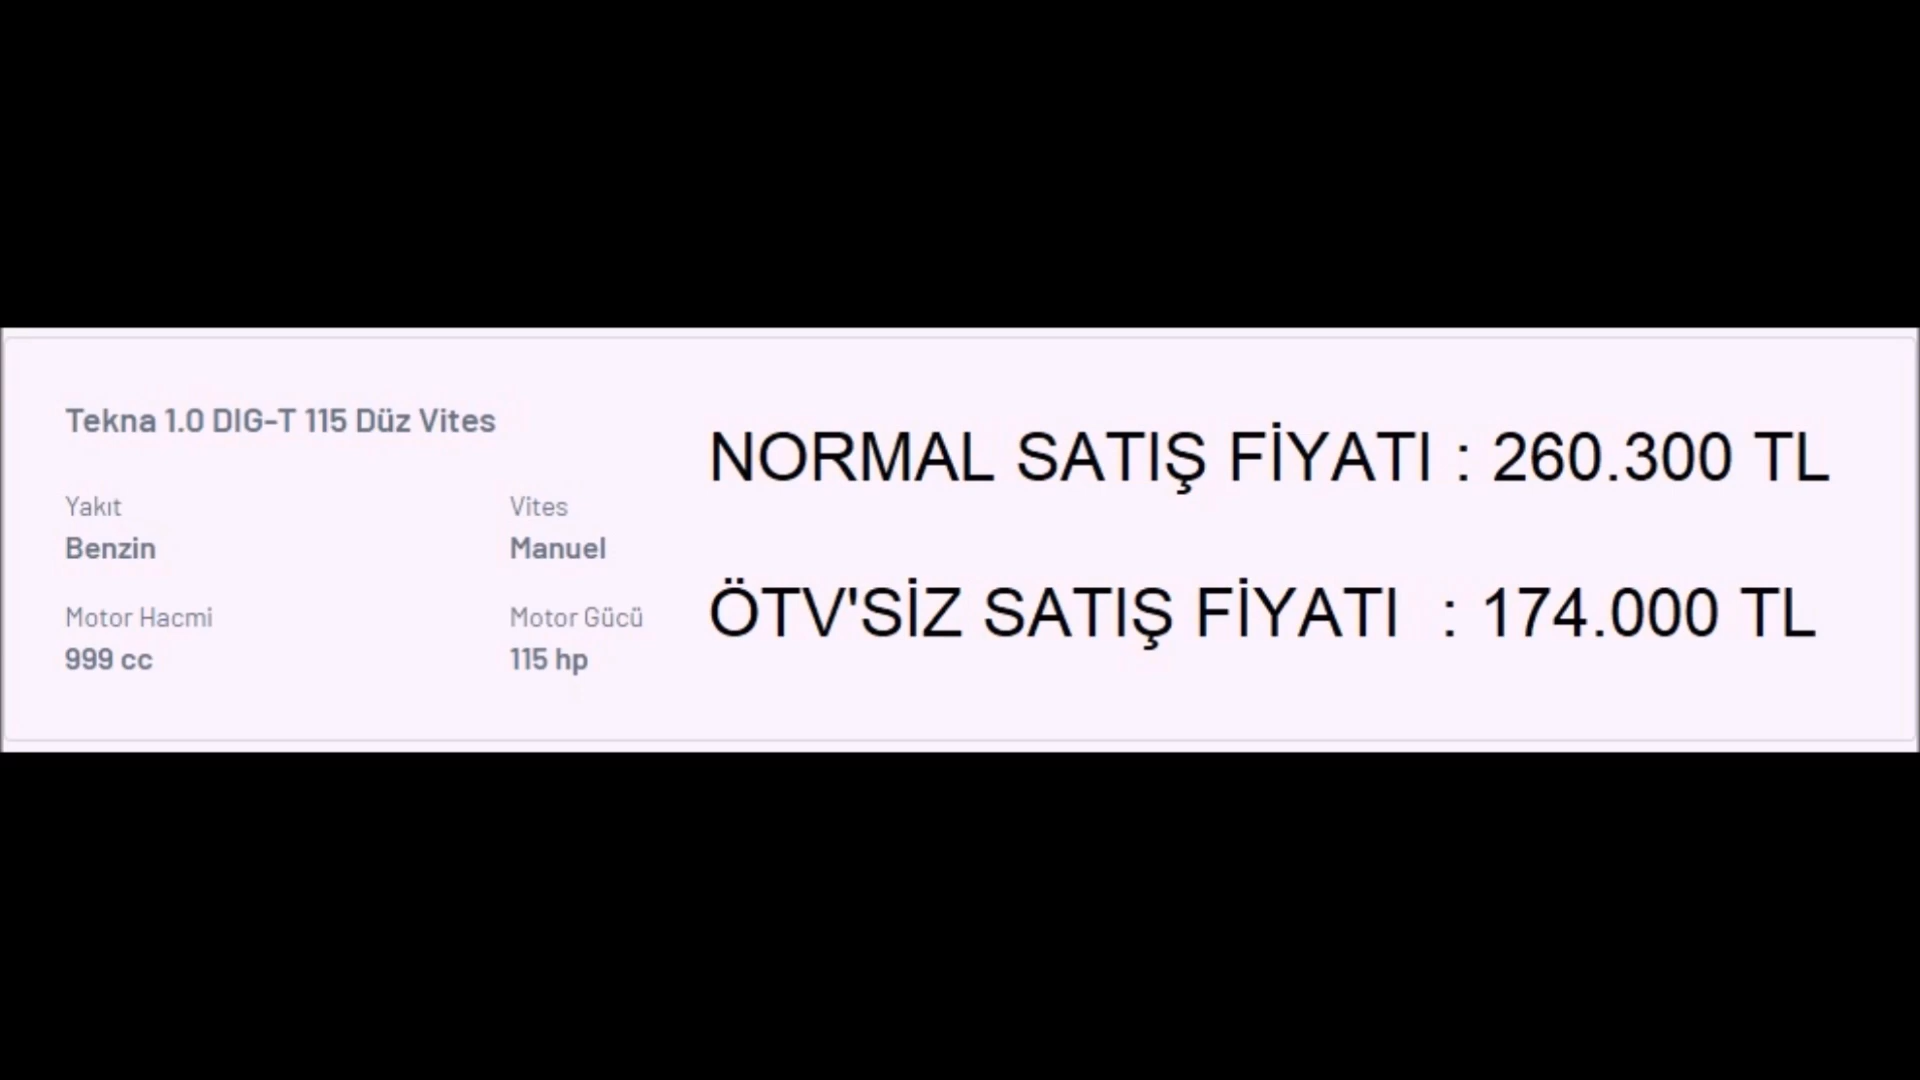 Tekna 1.0 DIG-T 115 Düz Vites
Yakıt
Benzin
Vites
Manuel
Motor Hacmi
999 cc
Motor Gücü
115 hp
NORMAL SATIŞ FİYATI : 260.300 TL
ÖTV'SİZ SATIŞ FİYATI : 174.000 TL